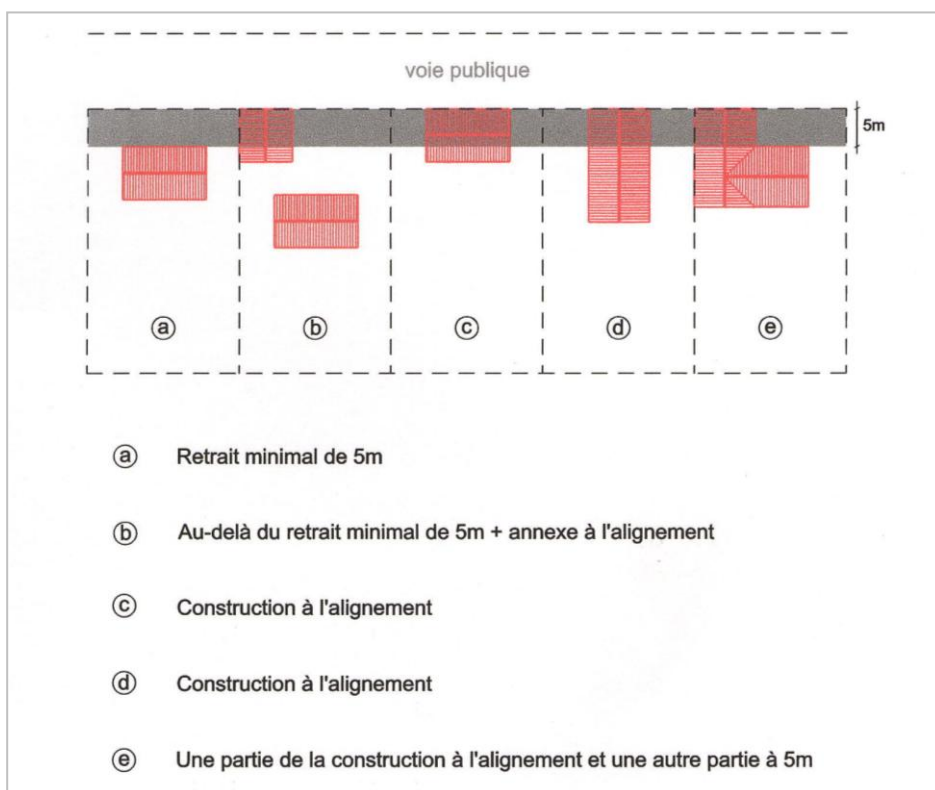 voie publique
5m
ⓐ ⓑ ⓒ ⓓ ⓔ
ⓐ Retrait minimal de 5m
ⓑ Au-delà du retrait minimal de 5m + annexe à l'alignement
ⓒ Construction à l'alignement
ⓓ Construction à l'alignement
ⓔ Une partie de la construction à l'alignement et une autre partie à 5m